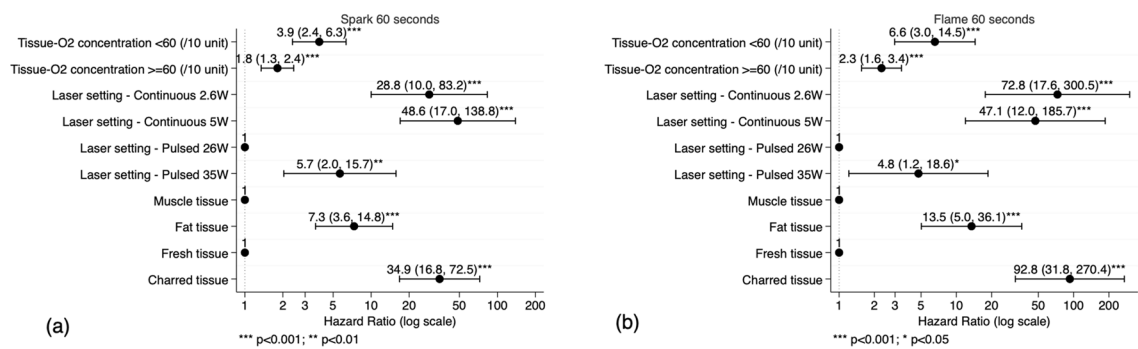 Spark 60 seconds
Tissue-O2 concentration <60 (/10 unit)
3.9 (2.4, 6.3)***
Tissue-O2 concentration >=60 (/10 unit)
1.8 (1.3, 2.4)***
Laser setting - Continuous 2.6W
28.8 (10.0, 83.2)***
Laser setting - Continuous 5W
48.6 (17.0, 138.8)***
Laser setting - Pulsed 26W
1
Laser setting - Pulsed 35W
5.7 (2.0, 15.7)**
Muscle tissue
1
Fat tissue
7.3 (3.6, 14.8)***
Fresh tissue
1
Charred tissue
34.9 (16.8, 72.5)***
1 2 3 5 10 20 50 100 200
Hazard Ratio (log scale)
*** p<0.001; ** p<0.01
(a)
Flame 60 seconds
Tissue-O2 concentration <60 (/10 unit)
6.6 (3.0, 14.5)***
Tissue-O2 concentration >=60 (/10 unit)
2.3 (1.6, 3.4)***
Laser setting - Continuous 2.6W
72.8 (17.6, 300.5)***
Laser setting - Continuous 5W
47.1 (12.0, 185.7)***
Laser setting - Pulsed 26W
1
Laser setting - Pulsed 35W
4.8 (1.2, 18.6)*
Muscle tissue
1
Fat tissue
13.5 (5.0, 36.1)***
Fresh tissue
1
Charred tissue
92.8 (31.8, 270.4)***
1 2 3 5 10 20 50 100 200
Hazard Ratio (log scale)
*** p<0.001; * p<0.05
(b)